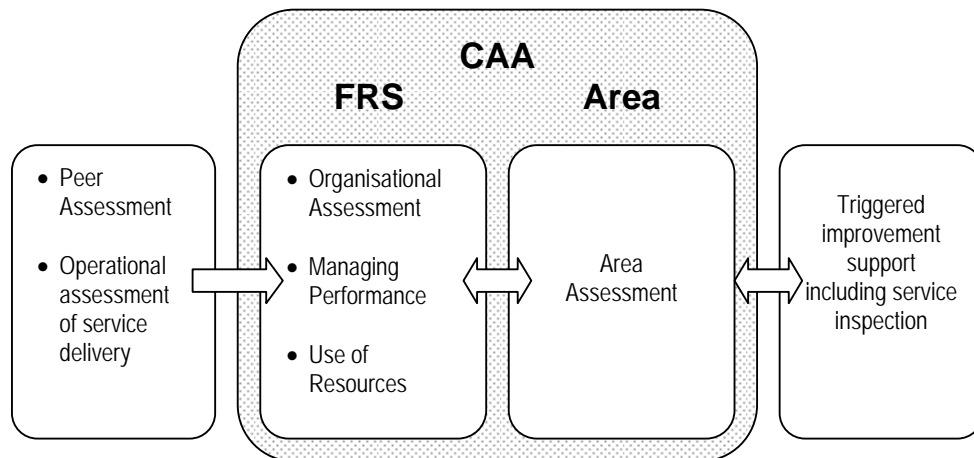 CAA
FRS Area
• Peer
Assessment
• Operational
assessment
of service
delivery
• Organisational
Assessment
• Managing
Performance
• Use of
Resources
Area
Assessment
Triggered
improvement
support
including service
inspection